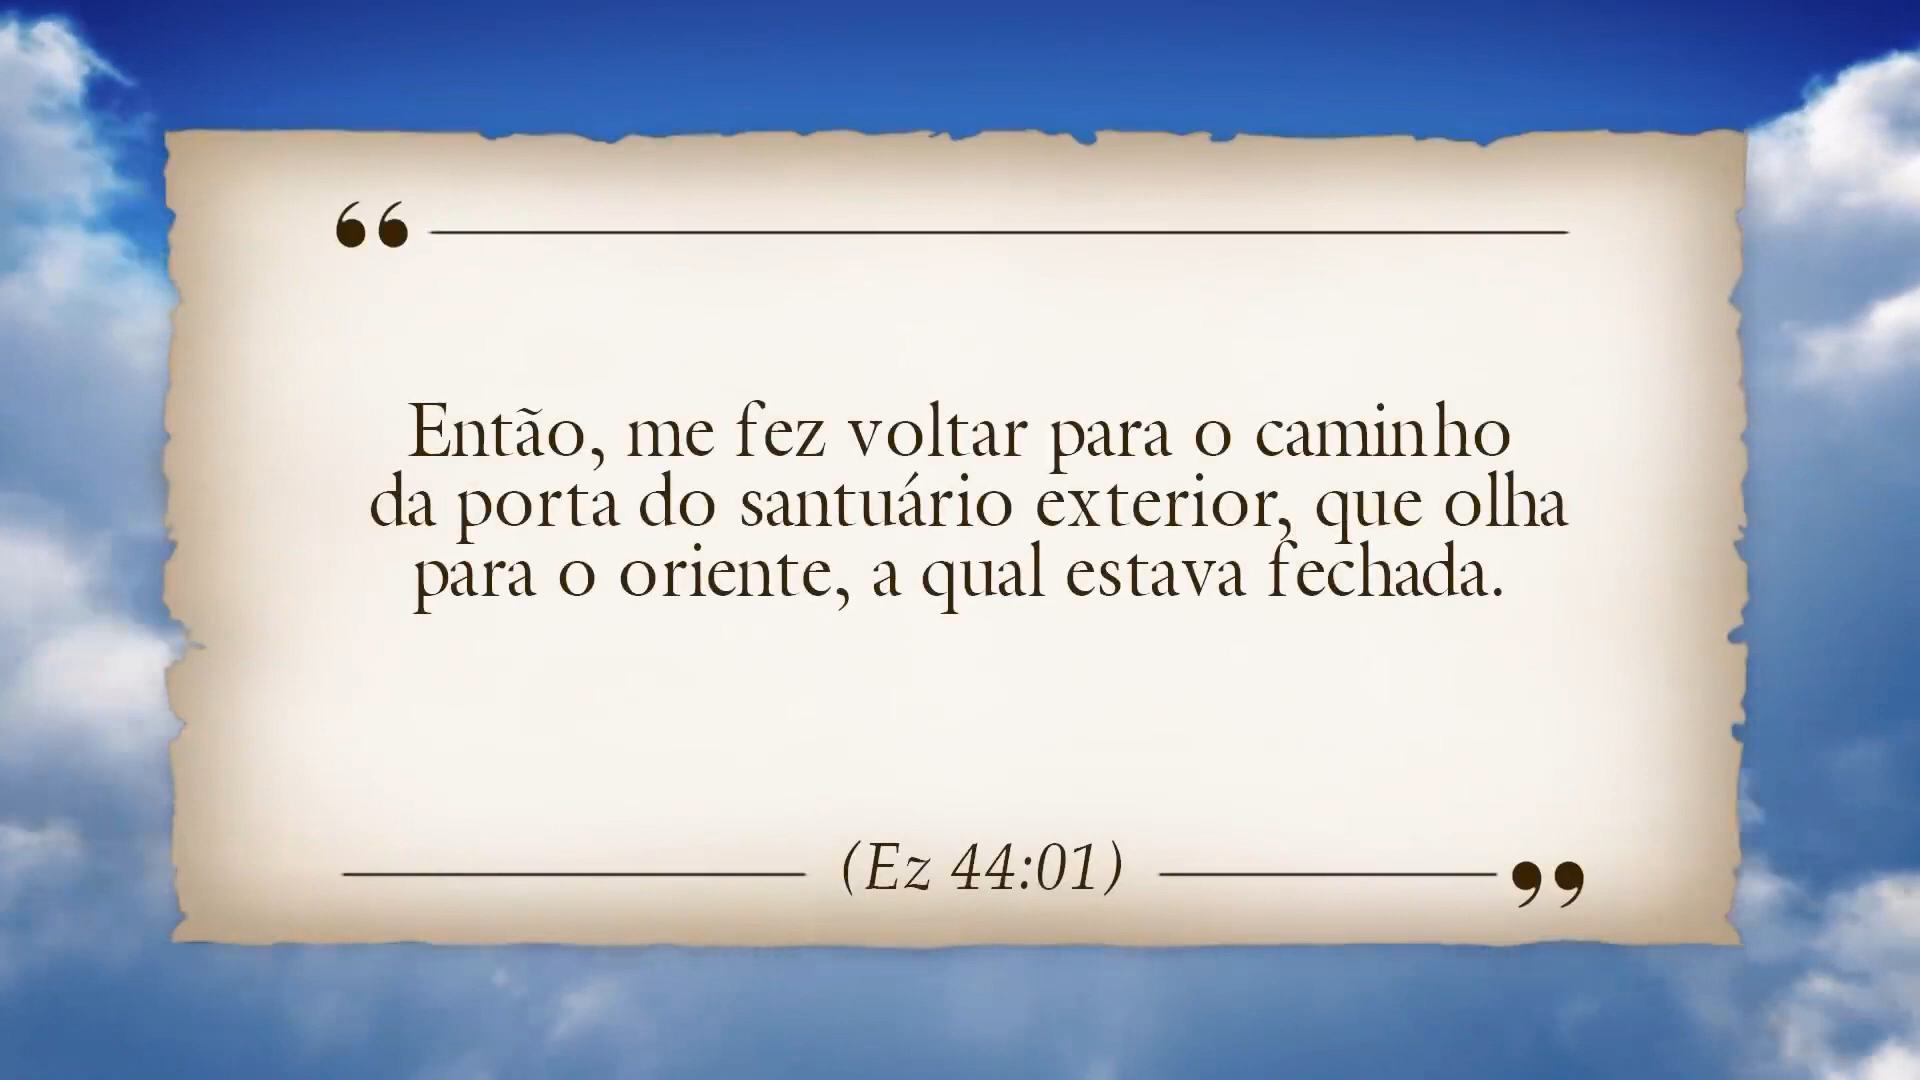 “
Então, me fez voltar para o caminho
da porta do santuário exterior, que olha
para o oriente, a qual estava fechada.
(Ez 44:01)
”